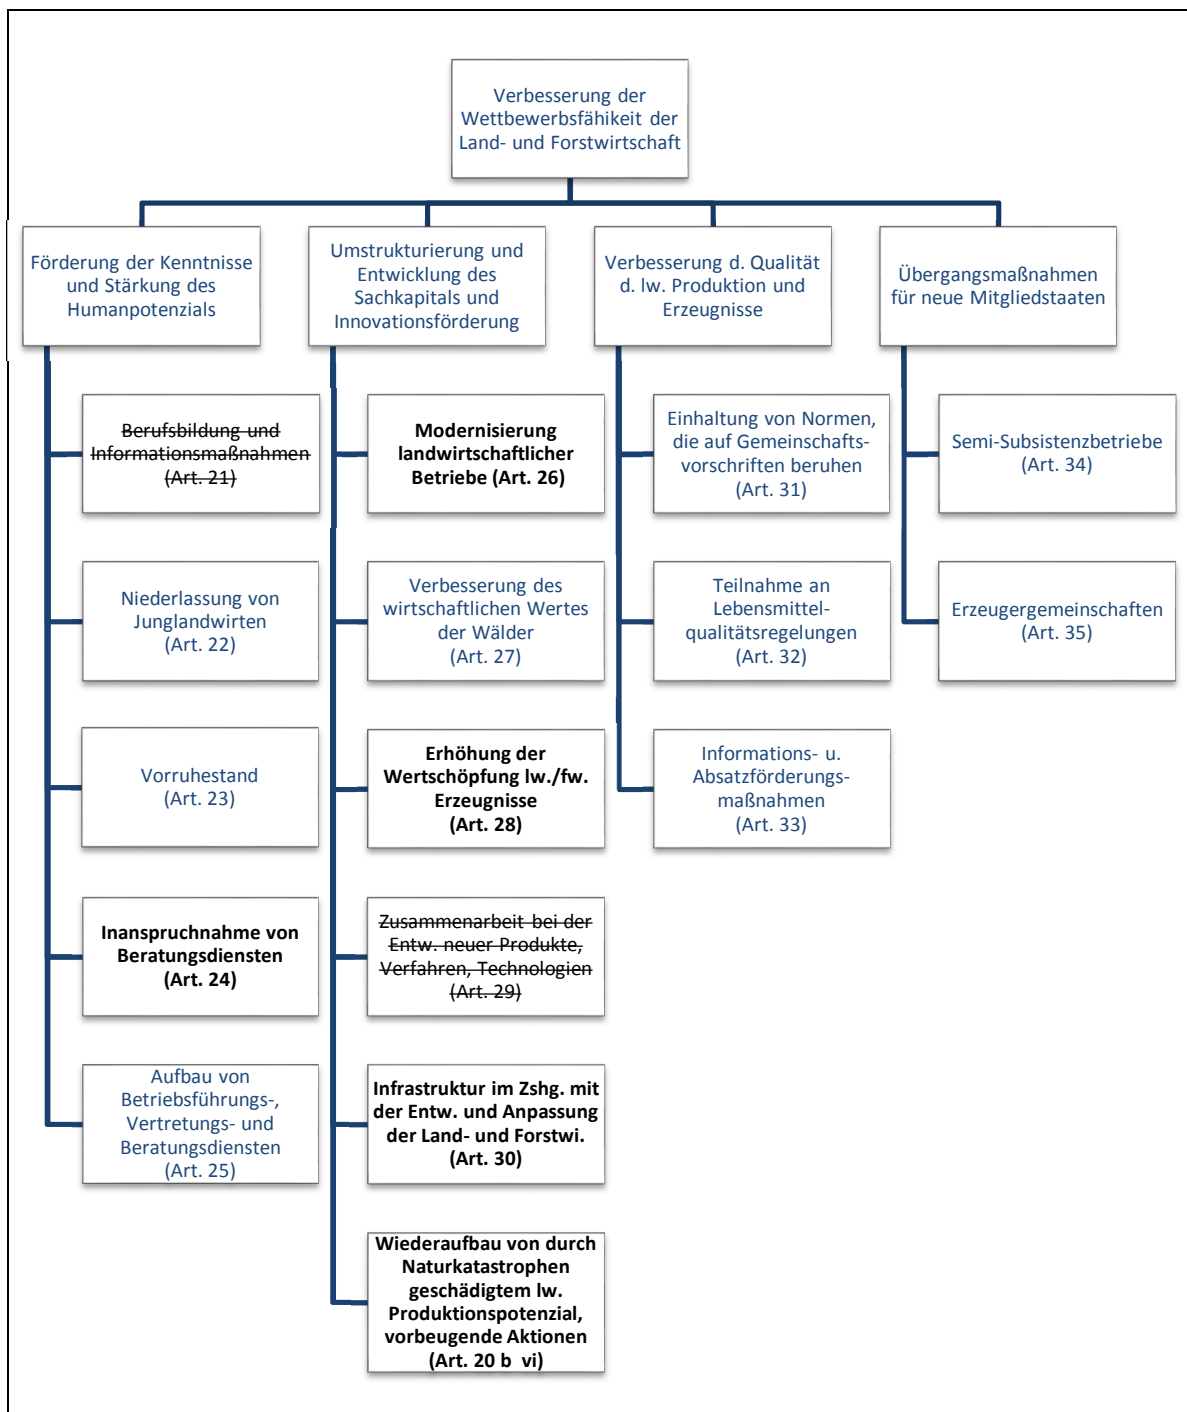 Verbesserung der
Wettbewerbsfähikeit der
Land- und Forstwirtschaft
Förderung der Kenntnisse
und Stärkung des
Humanpotenzials
Umstrukturierung und
Entwicklung des
Sachkapitals und
Innovationsförderung
Verbesserung d. Qualität
d. lw. Produktion und
Erzeugnisse
Übergangsmaßnahmen
für neue Mitgliedstaaten
Berufsbildung und
Informationsmaßnahmen
(Art. 21)
Niederlassung von
Junglandwirten
(Art. 22)
Vorruhestand
(Art. 23)
Inanspruchnahme von
Beratungsdiensten
(Art. 24)
Aufbau von
Betriebsführungs-,
Vertretungs- und
Beratungsdiensten
(Art. 25)
Modernisierung
landwirtschaftlicher
Betriebe (Art. 26)
Verbesserung des
wirtschaftlichen Wertes
der Wälder
(Art. 27)
Erhöhung der
Wertschöpfung lw./fw.
Erzeugnisse
(Art. 28)
Zusammenarbeit bei der
Entw. neuer Produkte,
Verfahren, Technologien
(Art. 29)
Infrastruktur im Zshg. mit
der Entw. und Anpassung
der Land- und Forstwi.
(Art. 30)
Wiederaufbau von durch
Naturkatastrophen
geschädigtem lw.
Produktionspotenzial,
vorbeugende Aktionen
(Art. 20 b vi)
Einhaltung von Normen,
die auf Gemeinschafts-
vorschriften beruhen
(Art. 31)
Teilnahme an
Lebensmittel-
qualitätsregelungen
(Art. 32)
Informations- u.
Absatzförderungs-
maßnahmen
(Art. 33)
Semi-Subsistenzbetriebe
(Art. 34)
Erzeugergemeinschaften
(Art. 35)